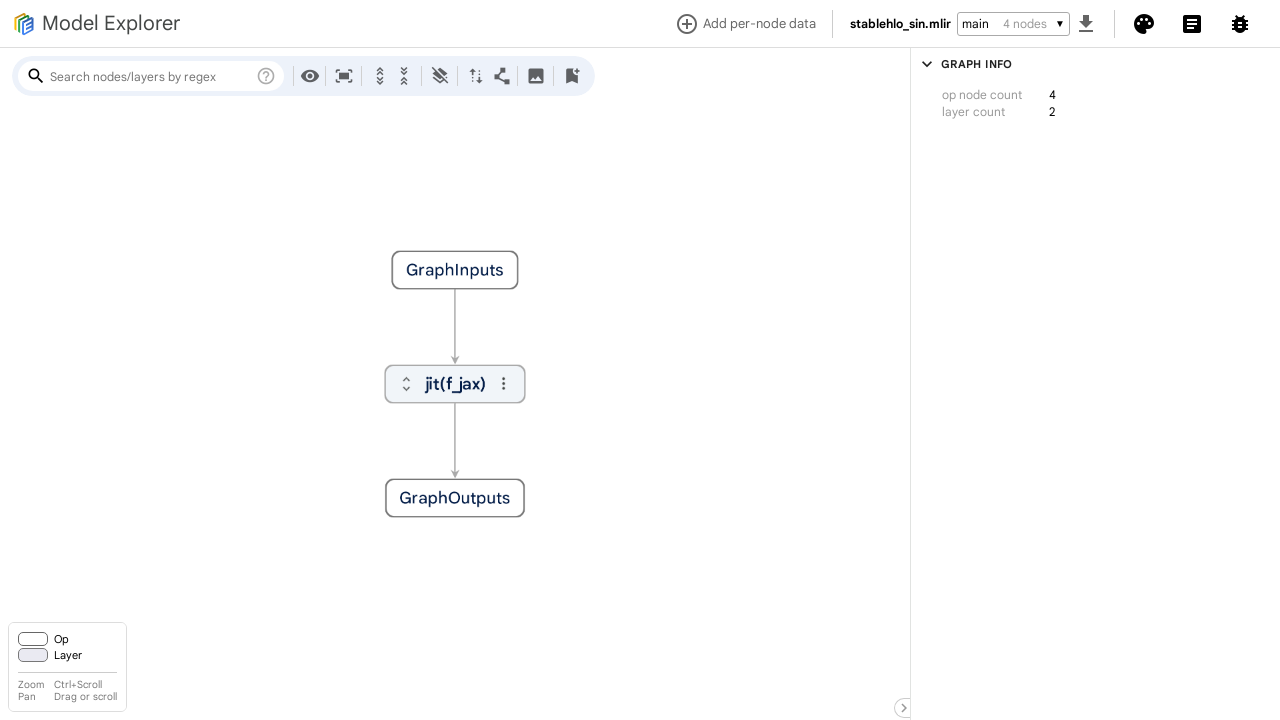 Model Explorer
Add per-node data
stablehlo_sin.mlir
main 4 nodes
Search nodes/layers by regex
GRAPH INFO
op node count 4
layer count 2
GraphInputs
jit(f_jax)
GraphOutputs
Op
Layer
Zoom Ctrl+Scroll
Pan Drag or scroll